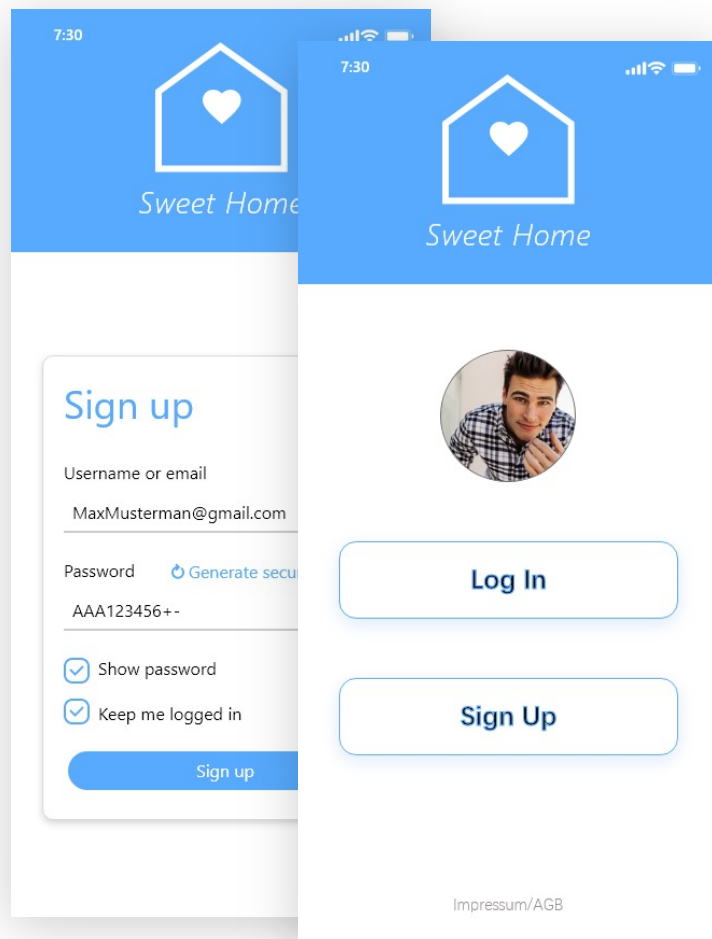 7:30
Sweet Home
Sign up
Username or email
MaxMusterman@gmail.com
Password
Generate
AAA123456+-
Show password
Keep me logged in
Sign up
7:30
Sweet Home
Log In
Sign Up
Impressum/AGB